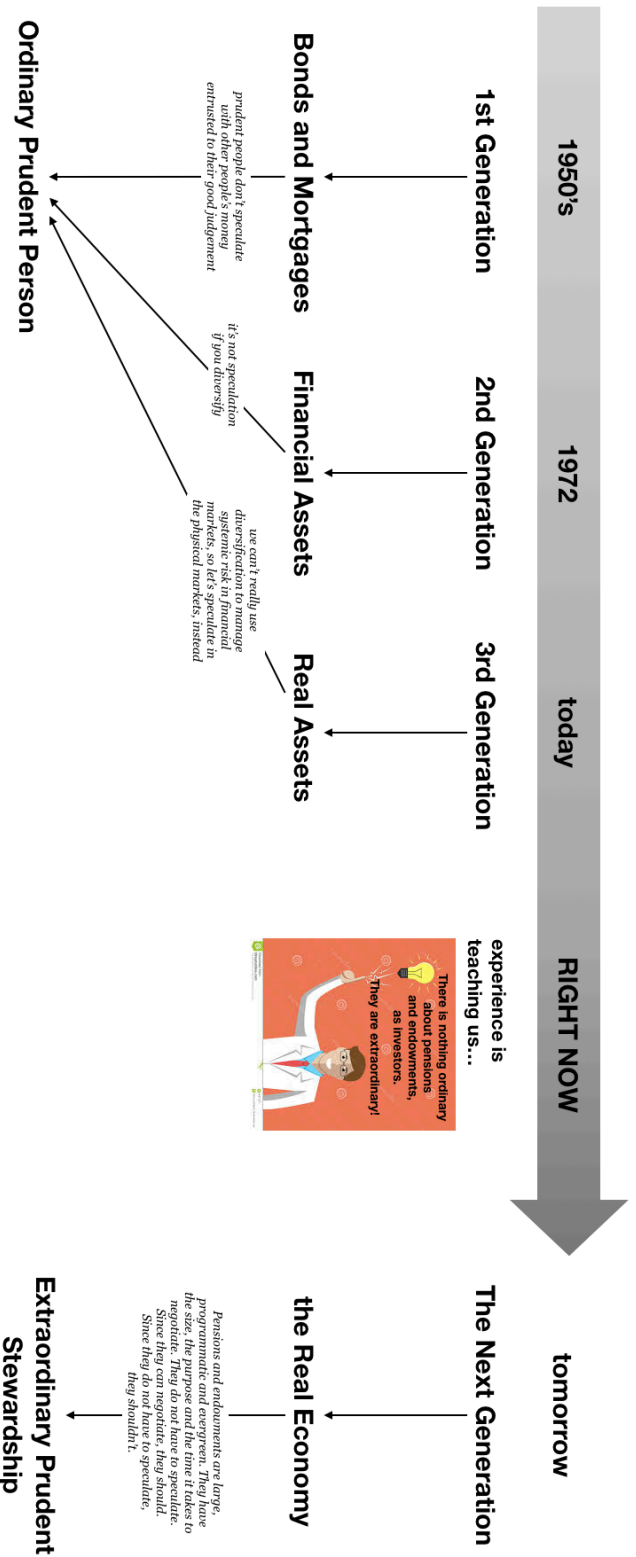 1950's
1972
today
RIGHT NOW
tomorrow
1st Generation
2nd Generation
3rd Generation
experience is
teaching us...
The Next Generation
There is nothing ordinary
about pensions
and endowments,
as investors.
They are extraordinary!
Bonds and Mortgages
Financial Assets
Real Assets
the Real Economy
prudent people don't speculate
with other people's money
entrusted to their good judgement
it's not speculation
if you diversify
we can't really use
diversification to manage
systemic risk in financial
markets, so let's speculate in
the physical markets, instead
Pensions and endowments are large,
programmatic and evergreen. They have
the size, the purpose and the time it takes to
negotiate. They do not have to speculate.
Since they can negotiate, they should.
Since they do not have to speculate,
they shouldn't.
Ordinary Prudent Person
Extraordinary Prudent
Stewardship